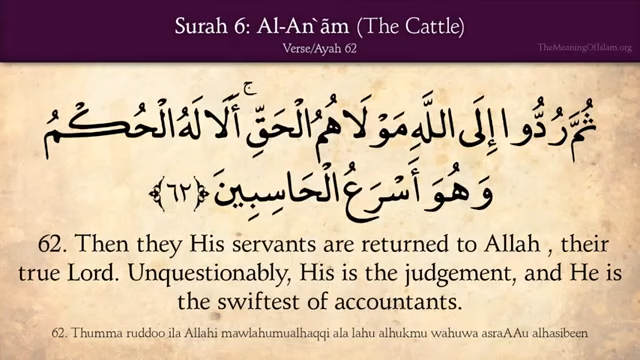 Surah 6: Al-An`ãm (The Cattle)
Verse/Ayah 62
TheMeaningOfIslam.org
ثُمَّ رُدُّوا إِلَى اللَّهِ مَوْلَاهُمُ الْحَقِّ ۚ أَلَا لَهُ الْحُكْمُ
وَهُوَ أَسْرَعُ الْحَاسِبِينَ ﴿٦٢﴾
62. Then they His servants are returned to Allah , their
true Lord. Unquestionably, His is the judgement, and He is
the swiftest of accountants.
62. Thumma ruddoo ila Allahi mawlahumualhaqqi ala lahu alhukmu wahuwa asraAAu alhasibeen